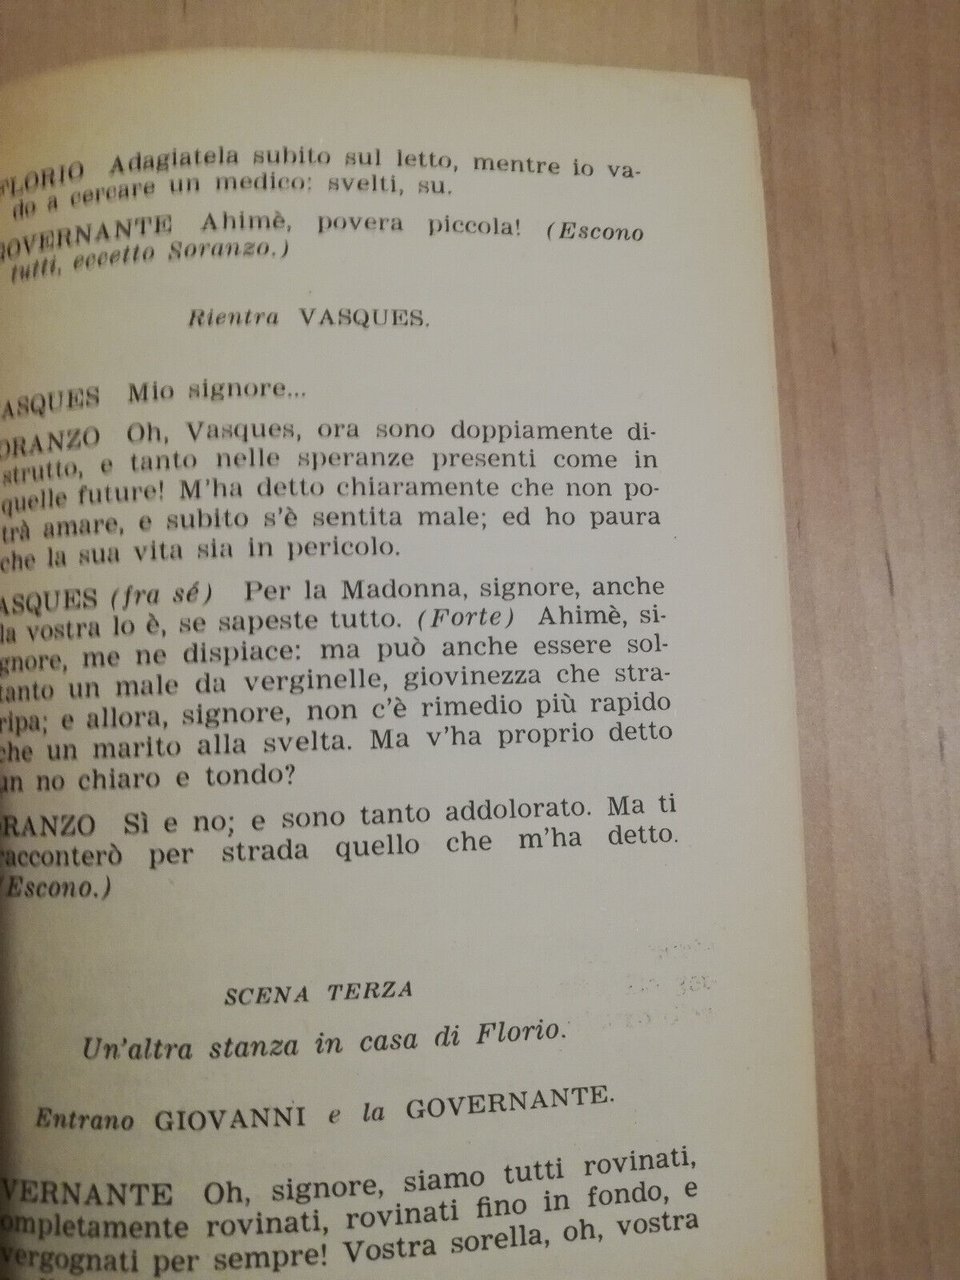 FLORIO Adagiatela subito sul letto, mentre io va-
do a cercare un medico: svelti, su.
GOVERNANTE Ahimè, povera piccola! (Escono
tutti, eccetto Soranzo.)
Rientra VASQUES.
ASQUES Mio signore...
ORANZO Oh, Vasques, ora sono doppiamente di-
strutto, e tanto nelle speranze presenti come in
quelle future! M'ha detto chiaramente che non po-
trà amare, e subito s'è sentita male; ed ho paura
che la sua vita sia in pericolo.
ASQUES (fra sé) Per la Madonna, signore, anche
la vostra lo è, se sapeste tutto. (Forte) Ahimè, si-
gnore, me ne dispiace: ma può anche essere sol-
tanto un male da verginelle, giovinezza che stra-
ripa; e allora, signore, non c'è rimedio più rapido
che un marito alla svelta. Ma v'ha proprio detto
un no chiaro e tondo?
ORANZO Sì e no; e sono tanto addolorato. Ma ti
racconterò per strada quello che m'ha detto.
(Escono.)
SCENA TERZA
Un'altra stanza in casa di Florio.
Entrano GIOVANNI e la GOVERNANTE.
VERNANTE Oh, signore, siamo tutti rovinati,
ompletamente rovinati, rovinati fino in fondo, e
vergognati per sempre! Vostra sorella, oh, vostra